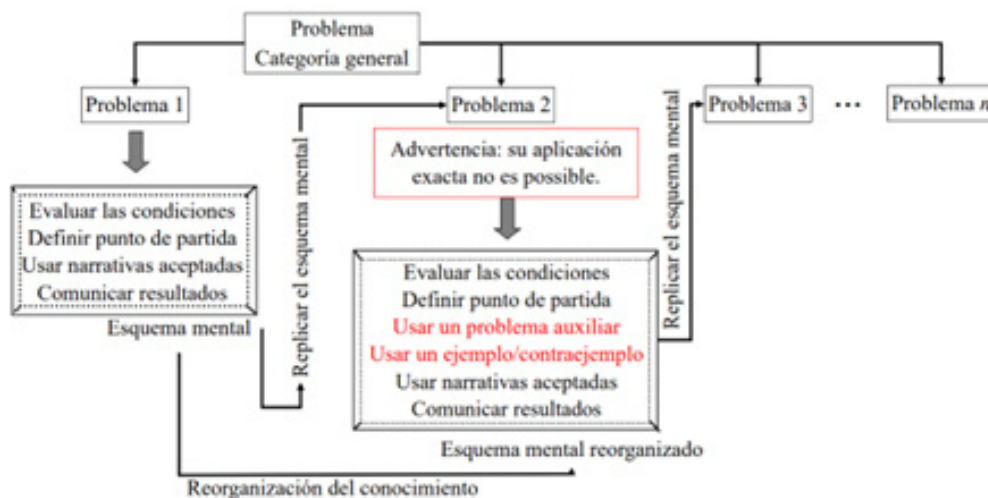 Problema
Categoría general
Problema 1
Problema 2
Problema 3
...
Problema n
Advertencia: su aplicación
exacta no es possible.
Evaluar las condiciones
Definir punto de partida
Usar narrativas aceptadas
Comunicar resultados
Esquema mental
Replicar el esquema mental
Evaluar las condiciones
Definir punto de partida
Usar un problema auxiliar
Usar un ejemplo/contraejemplo
Usar narrativas aceptadas
Comunicar resultados
Esquema mental reorganizado
Replicar el esquema mental
Reorganización del conocimiento